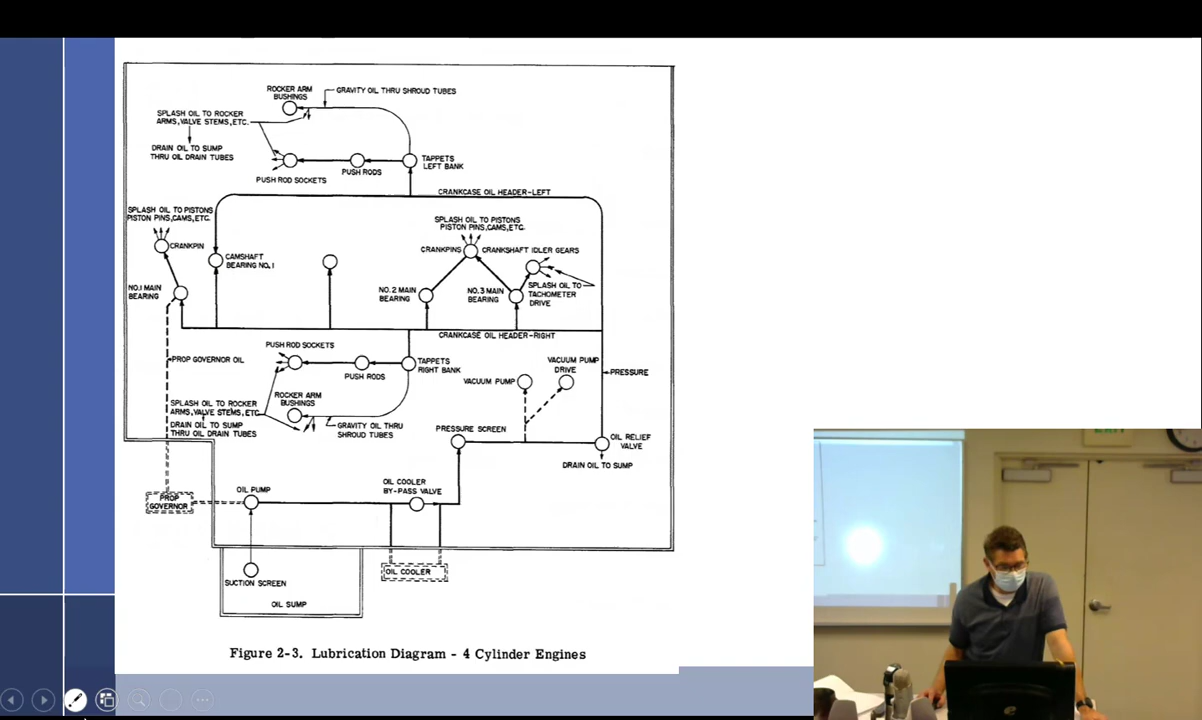 ROCKER ARM
BUSHINGS
GRAVITY OIL THRU SHROUD TUBES
SPLASH OIL TO ROCKER
ARMS, VALVE STEMS, ETC.
DRAIN OIL TO SUMP
THRU OIL DRAIN TUBES
TAPPETS
LEFT BANK
PUSH RODS
PUSH ROD SOCKETS
CRANKCASE OIL HEADER-LEFT
SPLASH OIL TO PISTONS
PISTON PINS, CAMS, ETC.
SPLASH OIL TO PISTONS
PISTON PINS, CAMS, ETC.
CRANKPIN
CAMSHAFT
BEARING NO. 1
CRANKPINS
CRANKSHAFT IDLER GEARS
NO. 1 MAIN
BEARING
NO. 2 MAIN
BEARING
NO. 3 MAIN
BEARING
SPLASH OIL TO
TACHOMETER
DRIVE
CRANKCASE OIL HEADER-RIGHT
PUSH ROD SOCKETS
PROP GOVERNOR OIL
PUSH RODS
TAPPETS
RIGHT BANK
VACUUM PUMP
DRIVE
VACUUM PUMP
PRESSURE
ROCKER ARM
BUSHINGS
SPLASH OIL TO ROCKER
ARMS, VALVE STEMS, ETC.
DRAIN OIL TO SUMP
THRU OIL DRAIN TUBES
GRAVITY OIL THRU
SHROUD TUBES
PRESSURE SCREEN
OIL RELIEF
VALVE
DRAIN OIL TO SUMP
OIL COOLER
BY-PASS VALVE
OIL PUMP
PROP
GOVERNOR
OIL COOLER
SUCTION SCREEN
OIL SUMP
Figure 2-3. Lubrication Diagram - 4 Cylinder Engines
EXIT